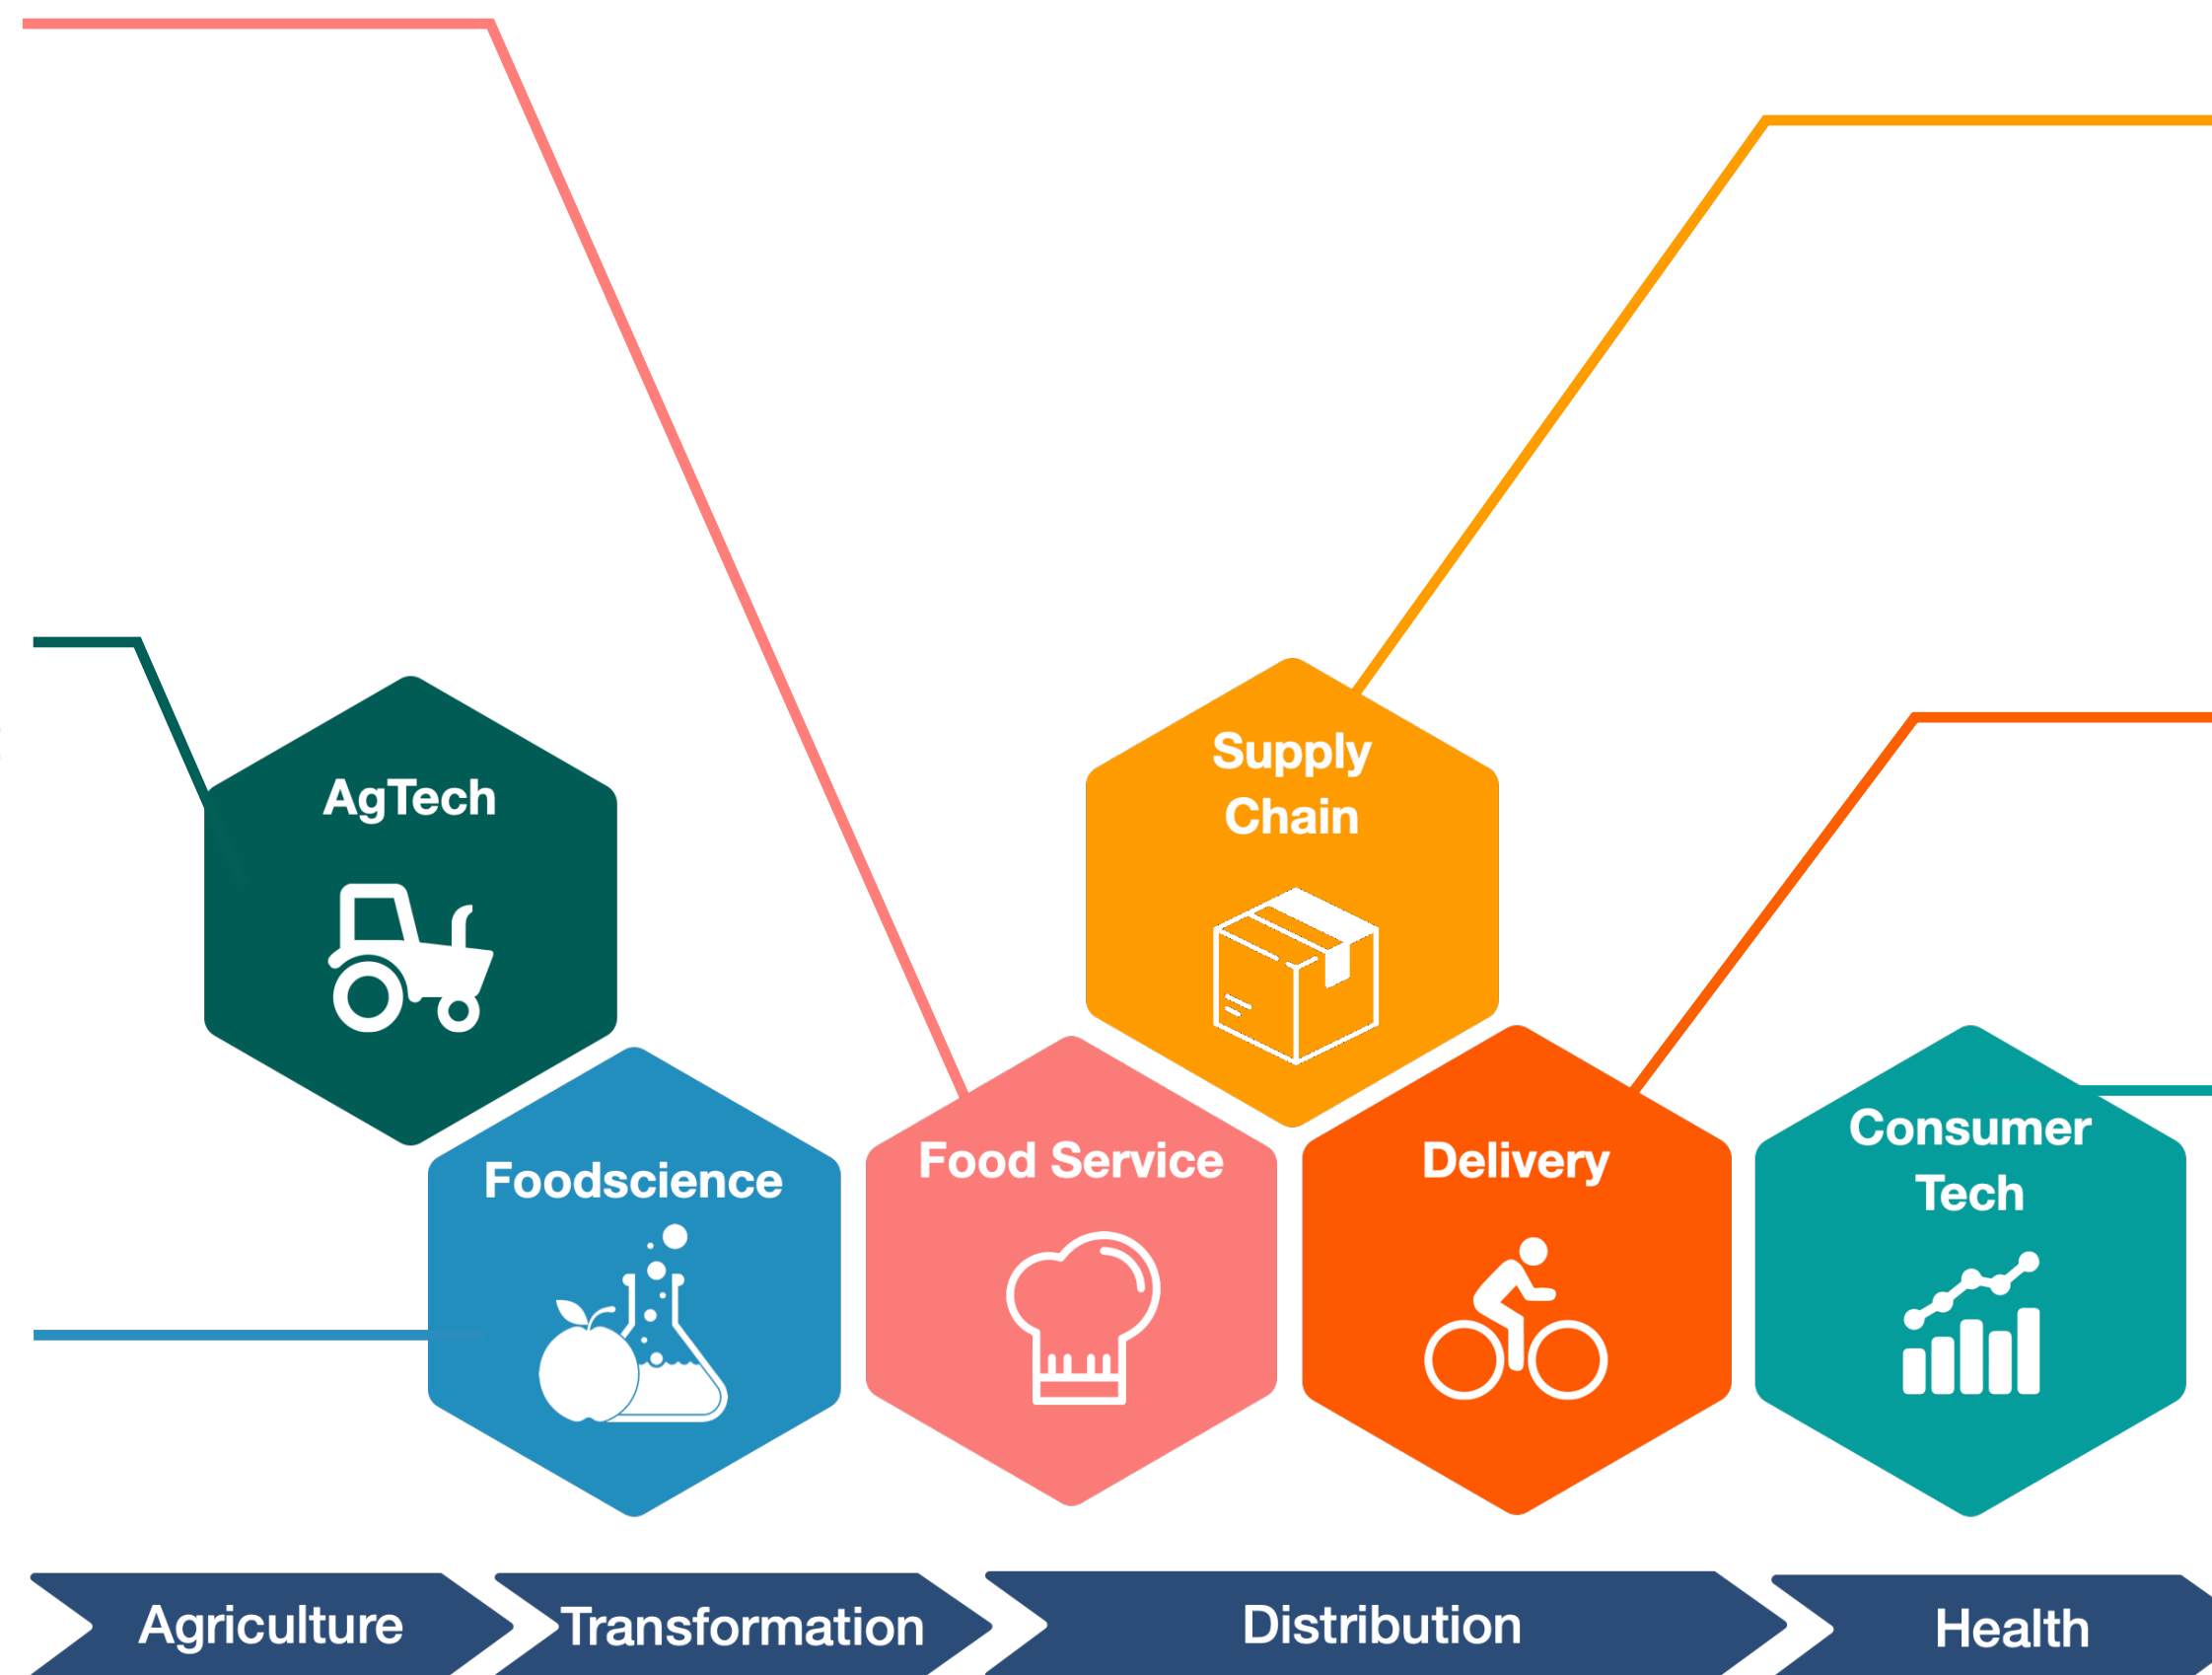 AgTech
Supply
Chain
Foodscience
Food Service
Delivery
Consumer
Tech
Agriculture
Transformation
Distribution
Health